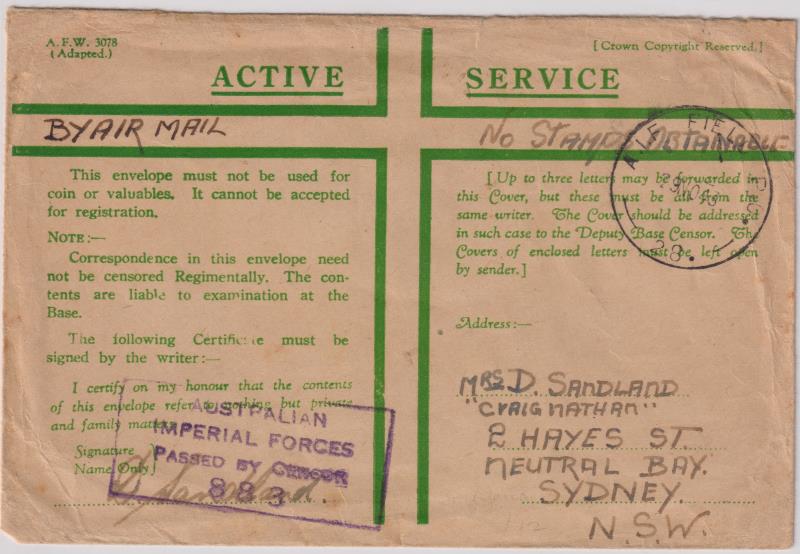 A. F. W. 3078
(Adapted.)
[Crown Copyright Reserved.]
ACTIVE SERVICE
BY AIR MAIL
NO STAMPS OBTAINABLE
A.I.F. FIELD P.O.
28
This envelope must not be used for
coin or valuables. It cannot be accepted
for registration.
NOTE:—
Correspondence in this envelope need
not be censored Regimentally. The con-
tents are liable to examination at the
Base.
The following Certificate must be
signed by the writer:—
I certify on my honour that the contents
of this envelope refer to nothing but private
and family matters.
Signature }
Name Only }
D. Sandland.
AUSTRALIAN
IMPERIAL FORCES
PASSED BY CENSOR
883
[Up to three letters may be forwarded in
this Cover, but these must be all from the
same writer. The Cover should be addressed
in such case to the Deputy Base Censor. The
Covers of enclosed letters must be left open
by sender.]
Address:—
MRS D. SANDLAND
"CRAIGNATHAN"
2 HAYES ST.
NEUTRAL BAY.
SYDNEY.
N.S.W.